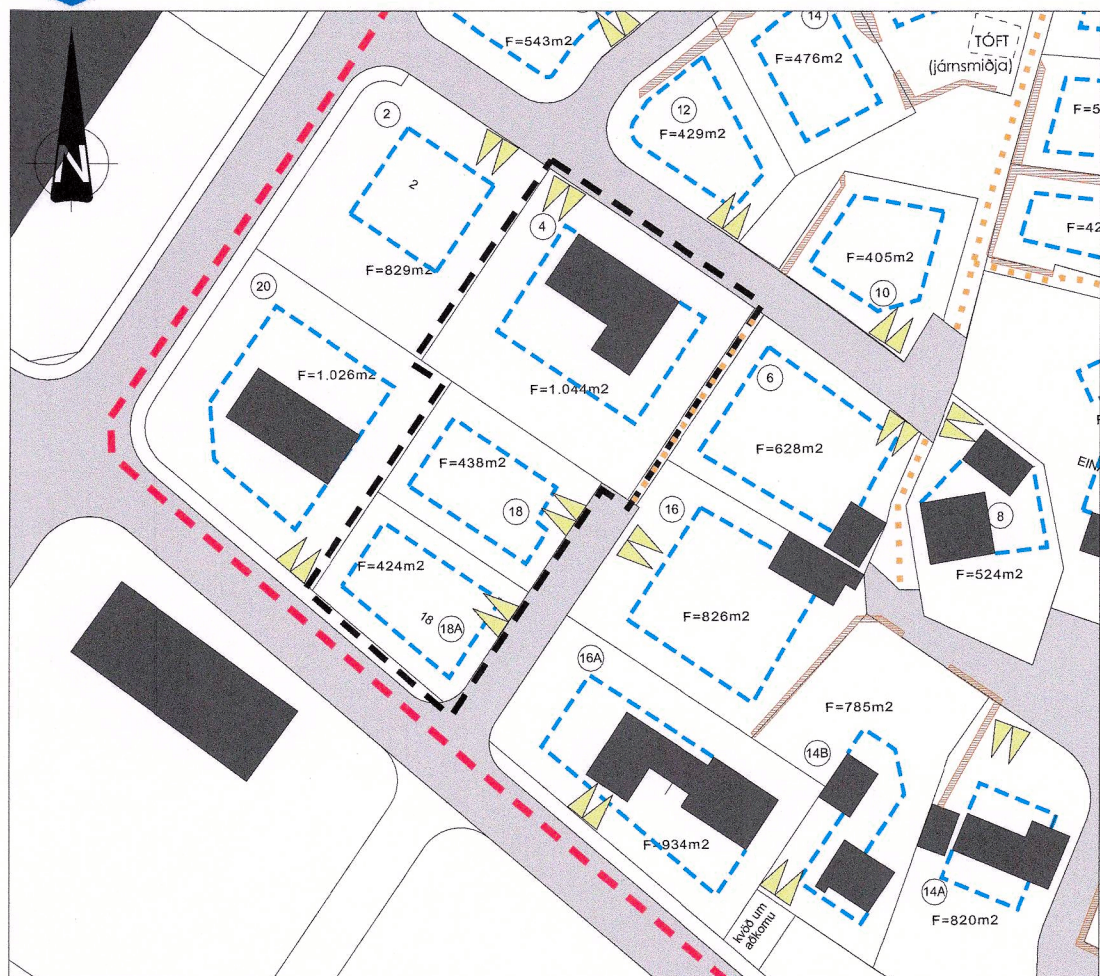 14
TÓFT
(járnsmiðja)
F=543m2
F=476m2
N
2
12
F=429m2
2
4
F=405m2
F=829m2
20
10
F=1.026m2
F=1.044m2
6
F=438m2
F=628m2
18
16
8
F=424m2
F=524m2
18
18A
F=826m2
16A
F=785m2
14B
F=934m2
14A
F=820m2
kvöð um
aðkomu